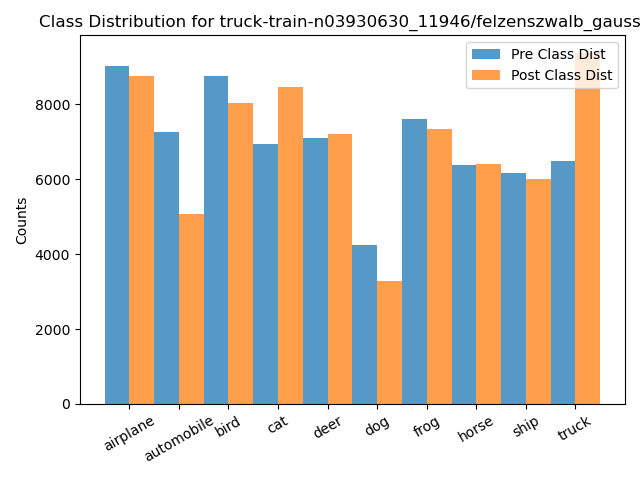 Class Distribution for truck-train-n03930630_11946/felzenszwalb_gauss
Pre Class Dist
Post Class Dist
Counts
8000
6000
4000
2000
0
airplane
automobile
bird
cat
deer
dog
frog
horse
ship
truck